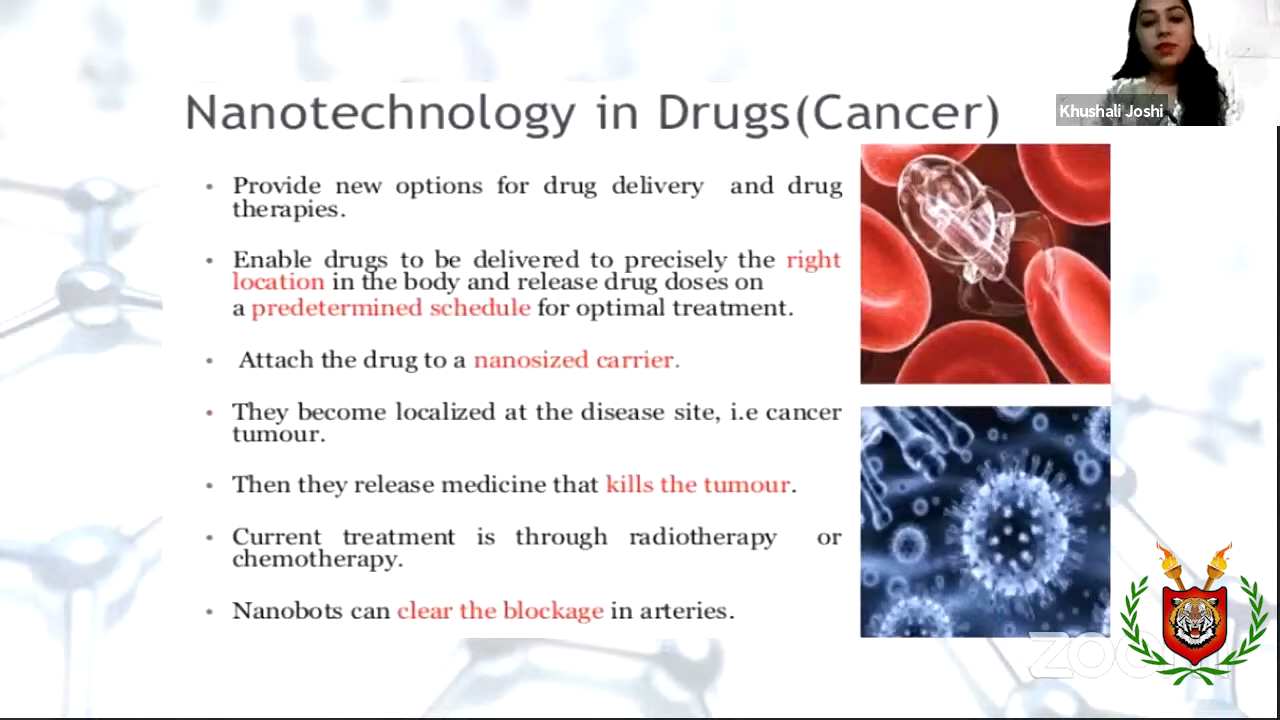 Khushali Joshi
Nanotechnology in Drugs(Cancer)
• Provide new options for drug delivery and drug
therapies.
• Enable drugs to be delivered to precisely the right
location in the body and release drug doses on
a predetermined schedule for optimal treatment.
• Attach the drug to a nanosized carrier.
• They become localized at the disease site, i.e cancer
tumour.
• Then they release medicine that kills the tumour.
• Current treatment is through radiotherapy or
chemotherapy.
• Nanobots can clear the blockage in arteries.
zoom